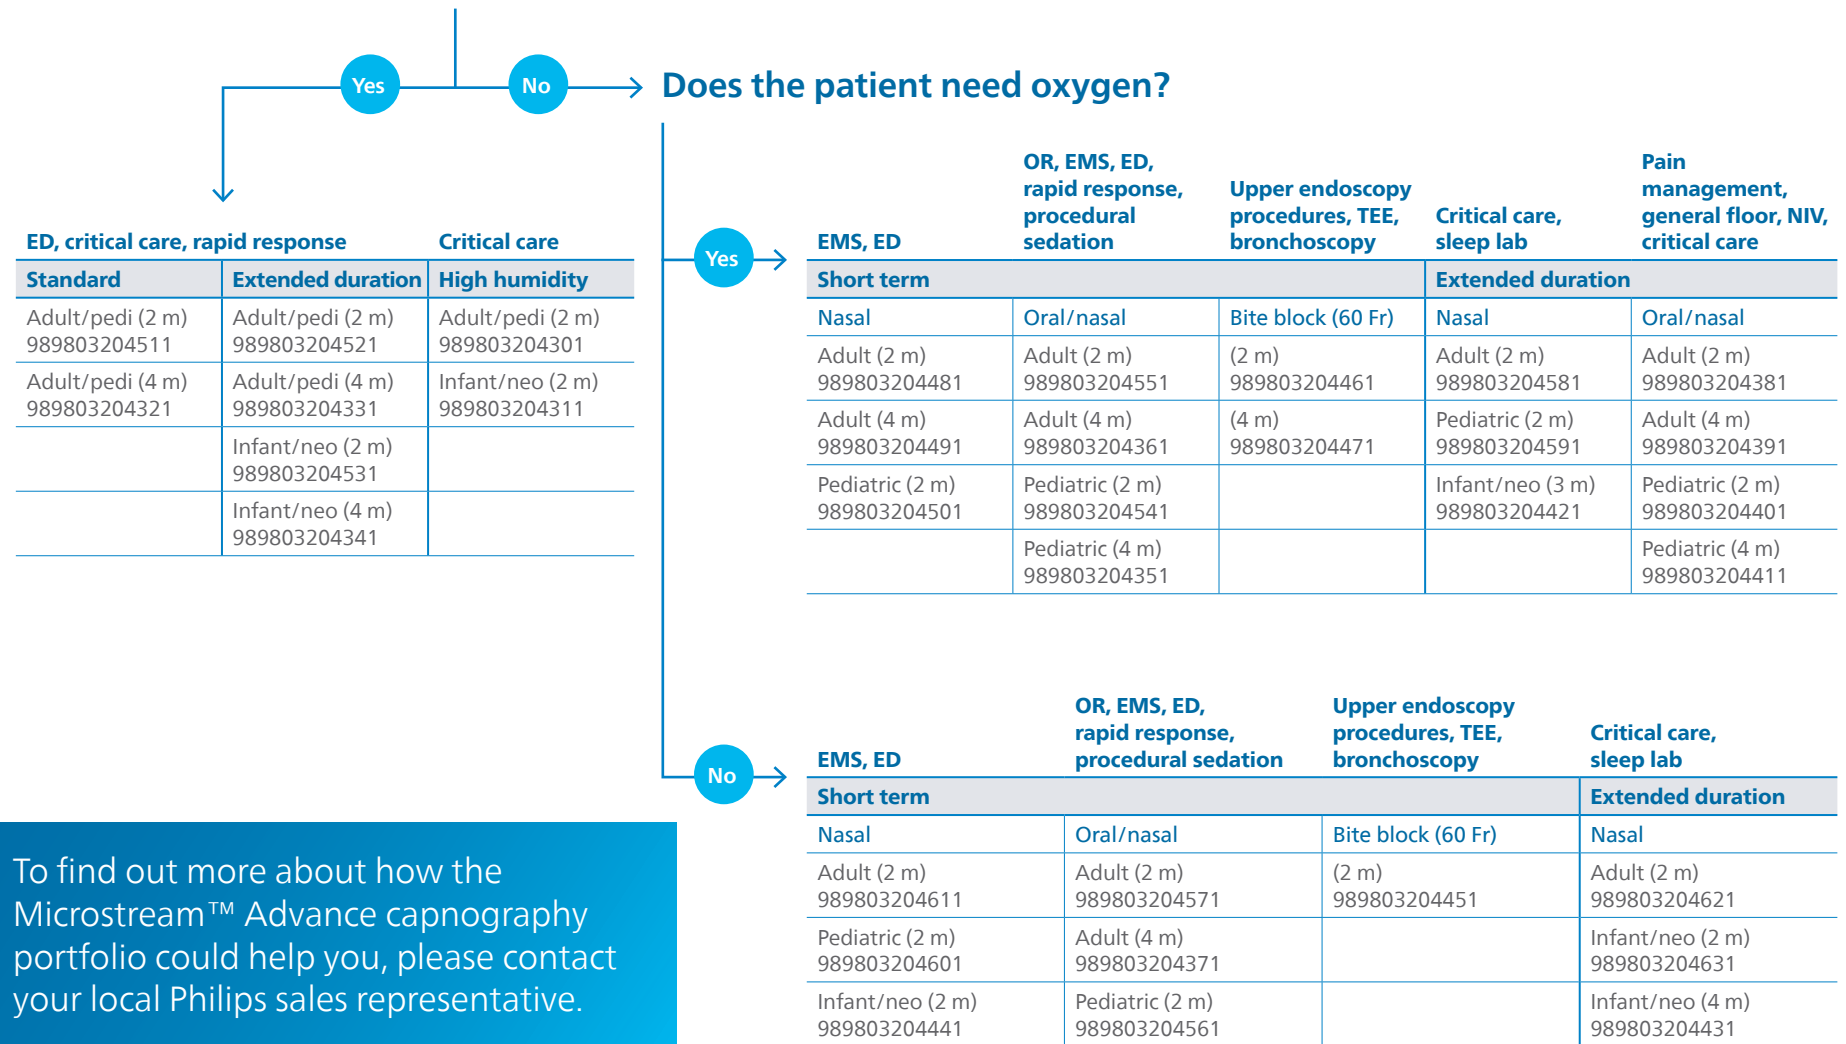 Yes
No
Does the patient need oxygen?
ED, critical care, rapid response
Critical care
Standard
Extended duration
High humidity
Adult/pedi (2 m)
989803204511
Adult/pedi (2 m)
989803204521
Adult/pedi (2 m)
989803204301
Adult/pedi (4 m)
989803204321
Adult/pedi (4 m)
989803204331
Infant/neo (2 m)
989803204311
Infant/neo (2 m)
989803204531
Infant/neo (4 m)
989803204341
Yes
EMS, ED
OR, EMS, ED,
rapid response,
procedural
sedation
Upper endoscopy
procedures, TEE,
bronchoscopy
Critical care,
sleep lab
Pain
management,
general floor, NIV,
critical care
Short term
Extended duration
Nasal
Oral/nasal
Bite block (60 Fr)
Nasal
Oral/nasal
Adult (2 m)
989803204481
Adult (2 m)
989803204551
(2 m)
989803204461
Adult (2 m)
989803204581
Adult (2 m)
989803204381
Adult (4 m)
989803204491
Adult (4 m)
989803204361
(4 m)
989803204471
Pediatric (2 m)
989803204591
Adult (4 m)
989803204391
Pediatric (2 m)
989803204501
Pediatric (2 m)
989803204541
Infant/neo (3 m)
989803204421
Pediatric (2 m)
989803204401
Pediatric (4 m)
989803204351
Pediatric (4 m)
989803204411
No
EMS, ED
OR, EMS, ED,
rapid response,
procedural sedation
Upper endoscopy
procedures, TEE,
bronchoscopy
Critical care,
sleep lab
Short term
Extended duration
Nasal
Oral/nasal
Bite block (60 Fr)
Nasal
Adult (2 m)
989803204611
Adult (2 m)
989803204571
(2 m)
989803204451
Adult (2 m)
989803204621
Pediatric (2 m)
989803204601
Adult (4 m)
989803204371
Infant/neo (2 m)
989803204631
Infant/neo (2 m)
989803204441
Pediatric (2 m)
989803204561
Infant/neo (4 m)
989803204431
To find out more about how the
Microstream™ Advance capnography
portfolio could help you, please contact
your local Philips sales representative.